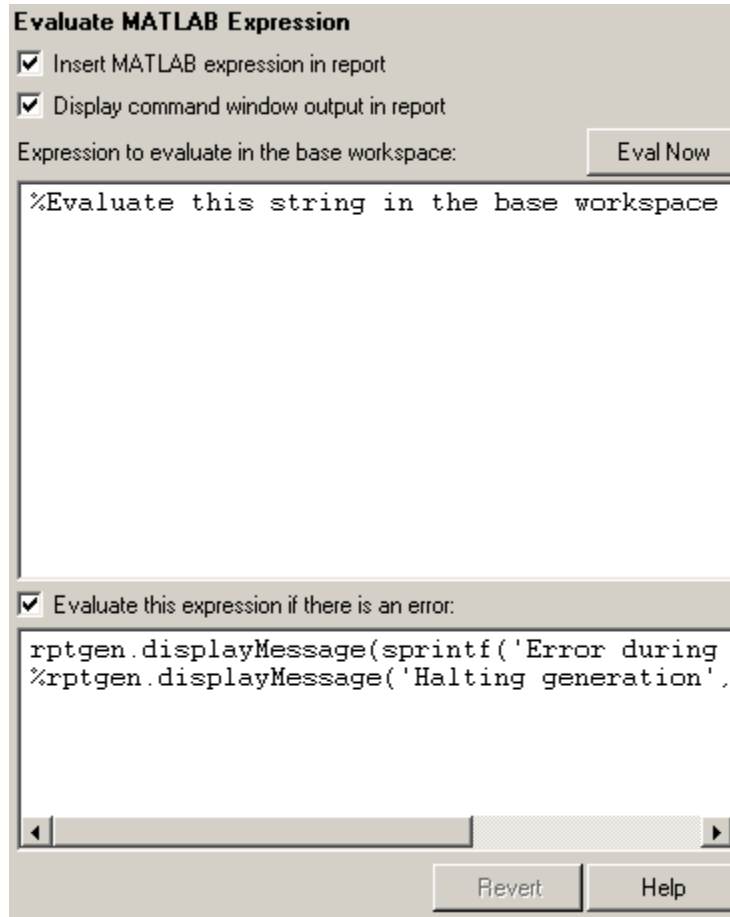 Evaluate MATLAB Expression
Insert MATLAB expression in report
Display command window output in report
Expression to evaluate in the base workspace: Eval Now
%Evaluate this string in the base workspace
Evaluate this expression if there is an error:
rptgen.displayMessage(sprintf('Error during
%rptgen.displayMessage('Halting generation',
Revert Help